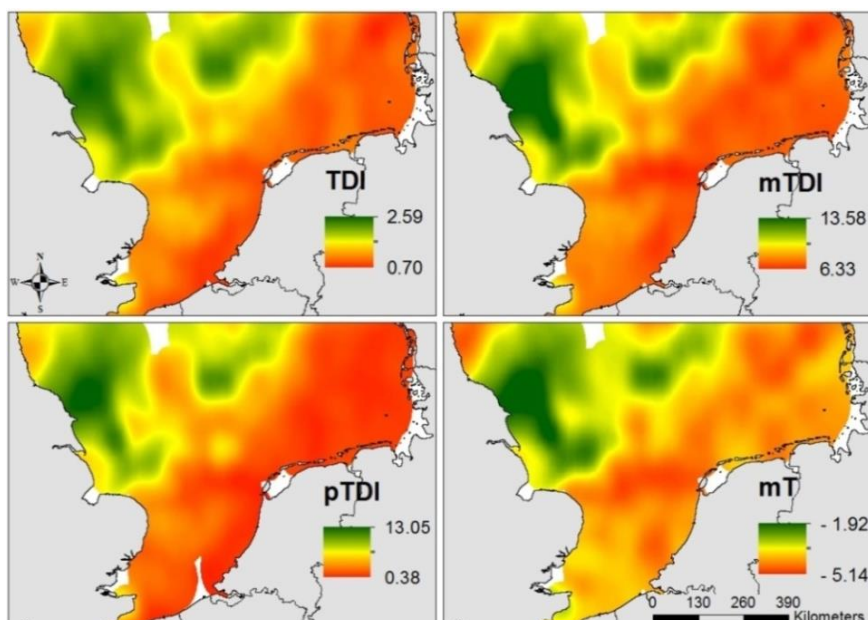 TDI
2.59
0.70
N
W E
S
mTDI
13.58
6.33
pTDI
13.05
0.38
mT
- 1.92
- 5.14
0 130 260 390
Kilometers